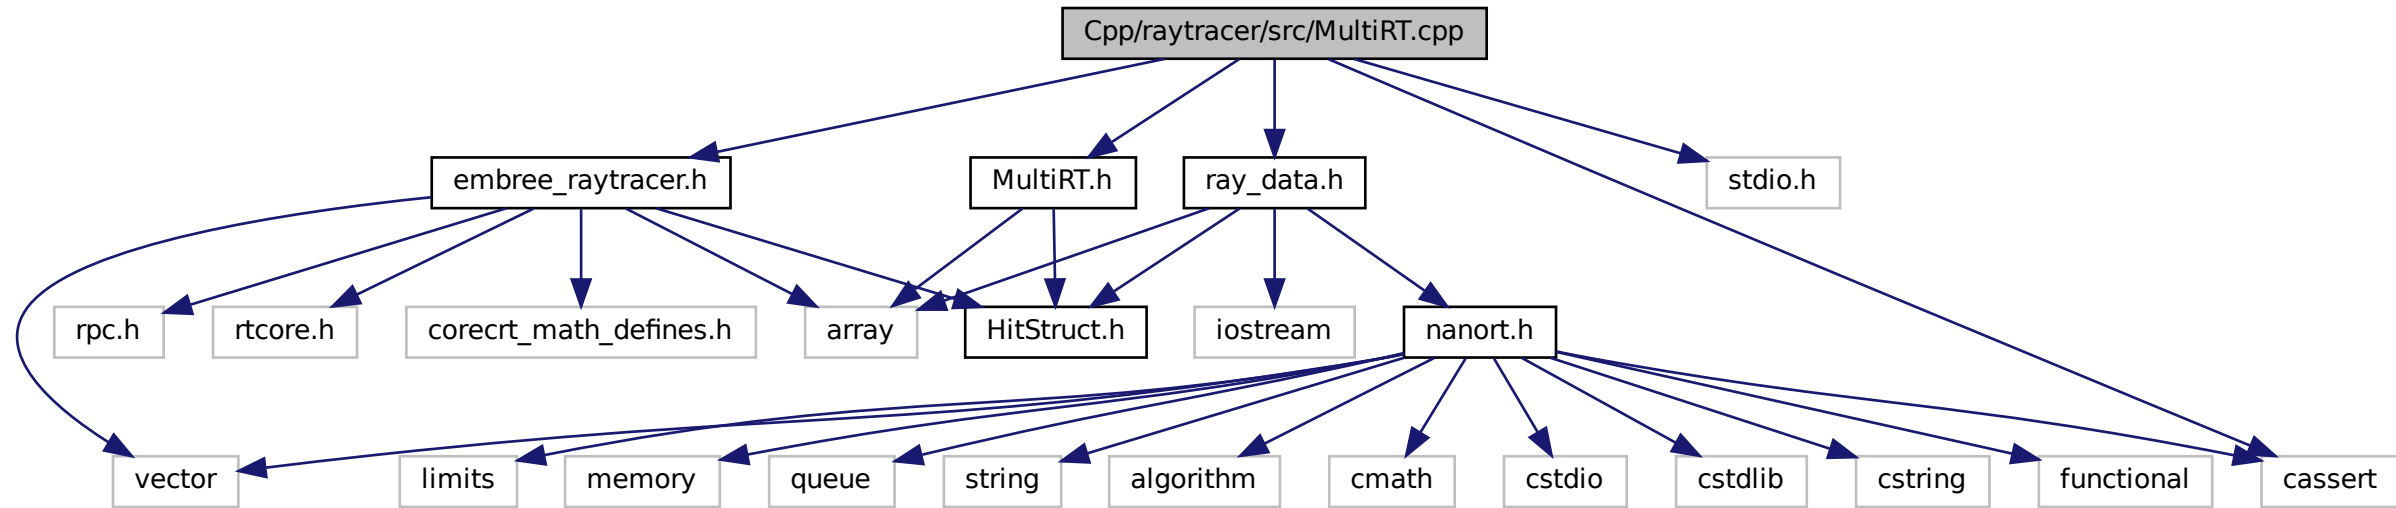 Cpp/raytracer/src/MultiRT.cpp
embree_raytracer.h
MultiRT.h
ray_data.h
stdio.h
rpc.h
rtcore.h
corecrt_math_defines.h
array
HitStruct.h
iostream
nanort.h
vector
limits
memory
queue
string
algorithm
cmath
cstdio
cstdlib
cstring
functional
cassert